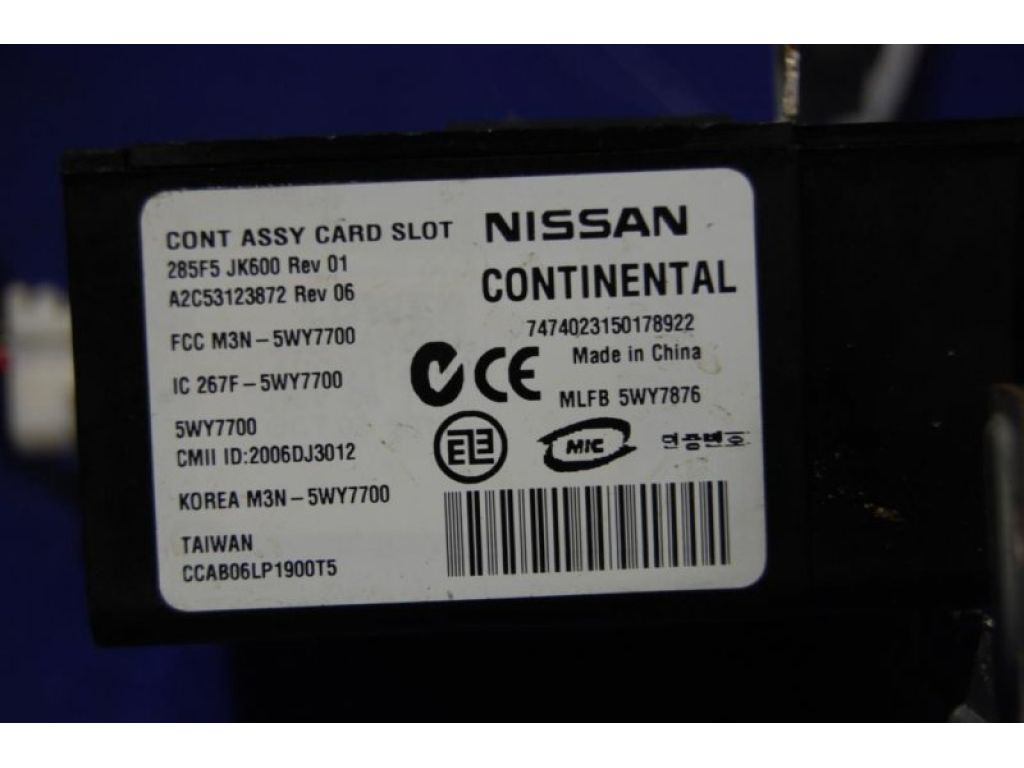 CONT ASSY CARD SLOT
285F5 JK600 Rev 01
A2C53123872 Rev 06
FCC M3N-5WY7700
IC 267F-5WY7700
5WY7700
CMII ID:2006DJ3012
KOREA M3N-5WY7700
TAIWAN
CCAB06LP1900T5
NISSAN
CONTINENTAL
7474023150178922
Made in China
CE
MLFB 5WY7876
MIC